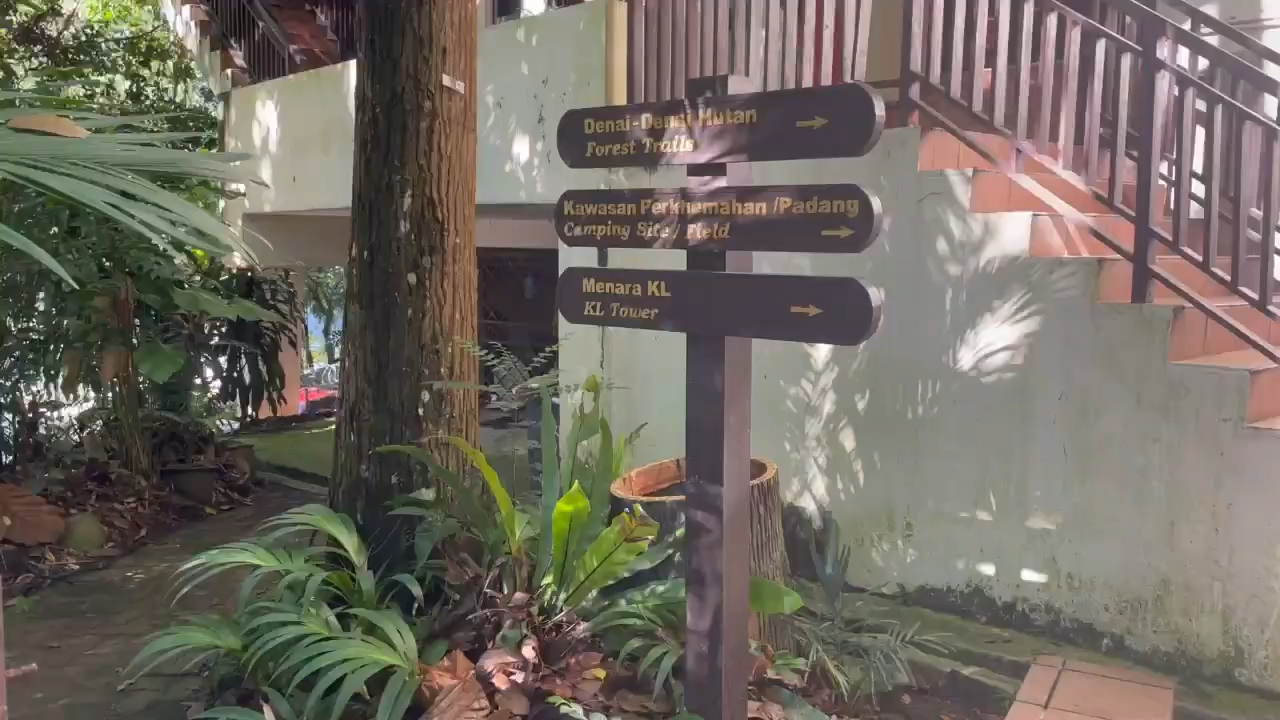 Denai-Denai Hutan
Forest Trails
Kawasan Perkhemahan /Padang
Camping Site / Field
Menara KL
KL Tower